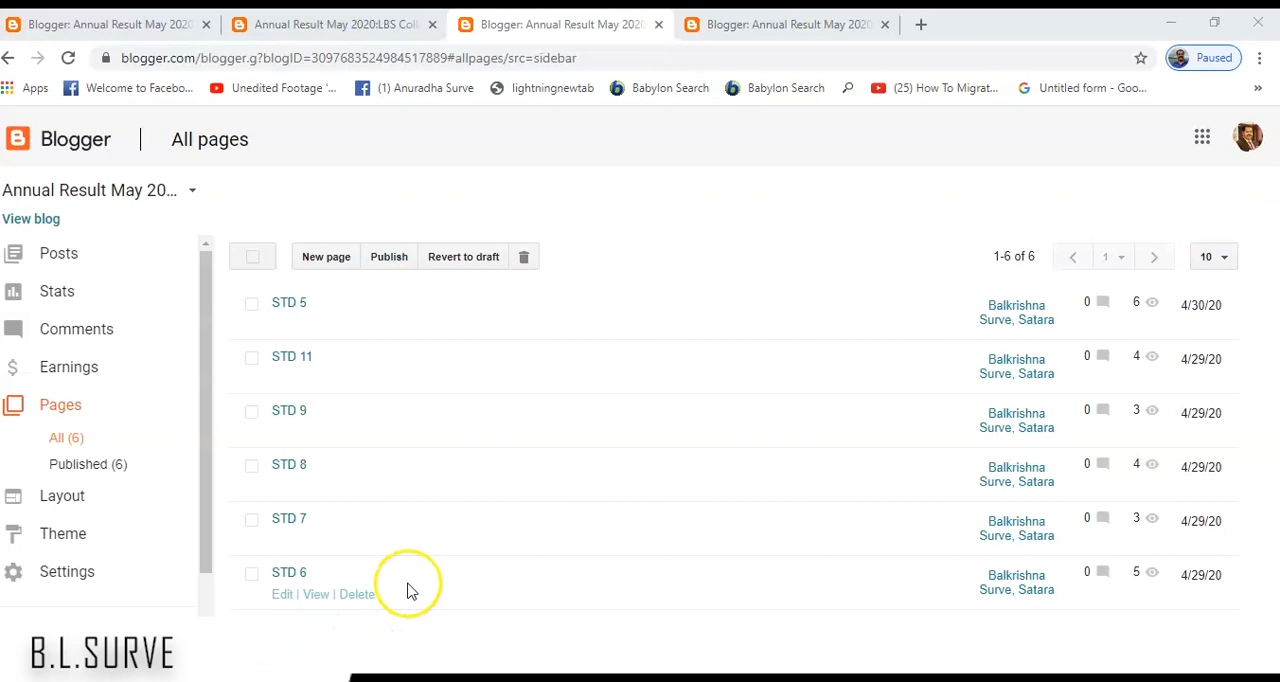 Blogger: Annual Result May 2020
Annual Result May 2020:LBS Coll
Blogger: Annual Result May 2020
Blogger: Annual Result May 2020
blogger.com/blogger.g?blogID=3097683524984517889#allpages/src=sidebar
Paused
Apps
Welcome to Facebo...
Unedited Footage '...
(1) Anuradha Surve
lightningnewtab
Babylon Search
Babylon Search
(25) How To Migrat...
Untitled form - Goo...
»
Blogger
All pages
Annual Result May 20...
View blog
Posts
Stats
Comments
Earnings
Pages
All (6)
Published (6)
Layout
Theme
Settings
New page
Publish
Revert to draft
1-6 of 6
1
10
STD 5
Balkrishna
Surve, Satara
0
6
4/30/20
STD 11
Balkrishna
Surve, Satara
0
4
4/29/20
STD 9
Balkrishna
Surve, Satara
0
3
4/29/20
STD 8
Balkrishna
Surve, Satara
0
4
4/29/20
STD 7
Balkrishna
Surve, Satara
0
3
4/29/20
STD 6
Edit | View | Delete
Balkrishna
Surve, Satara
0
5
4/29/20
B.L.SURVE